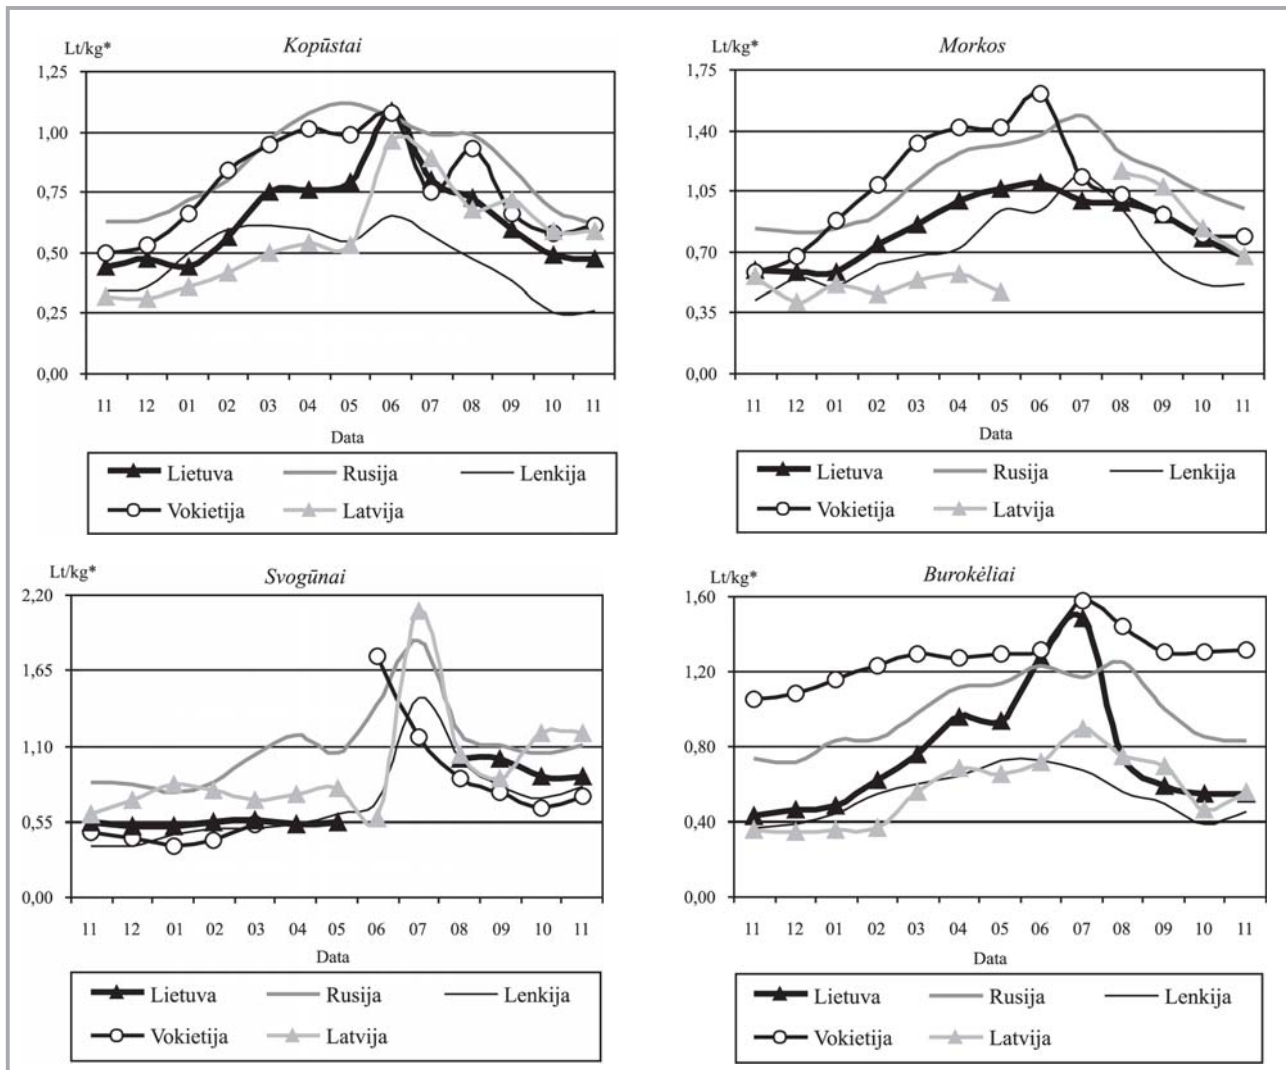 Lt/kg*
Kopūstai
1,25
1,00
0,75
0,50
0,25
0,00
11 12 01 02 03 04 05 06 07 08 09 10 11
Data
Lietuva Rusija Lenkija
Vokietija Latvija
Lt/kg*
Morkos
1,75
1,40
1,05
0,70
0,35
0,00
11 12 01 02 03 04 05 06 07 08 09 10 11
Data
Lietuva Rusija Lenkija
Vokietija Latvija
Lt/kg*
Svogūnai
2,20
1,65
1,10
0,55
0,00
11 12 01 02 03 04 05 06 07 08 09 10 11
Data
Lietuva Rusija Lenkija
Vokietija Latvija
Lt/kg*
Burokėliai
1,60
1,20
0,80
0,40
0,00
11 12 01 02 03 04 05 06 07 08 09 10 11
Data
Lietuva Rusija Lenkija
Vokietija Latvija